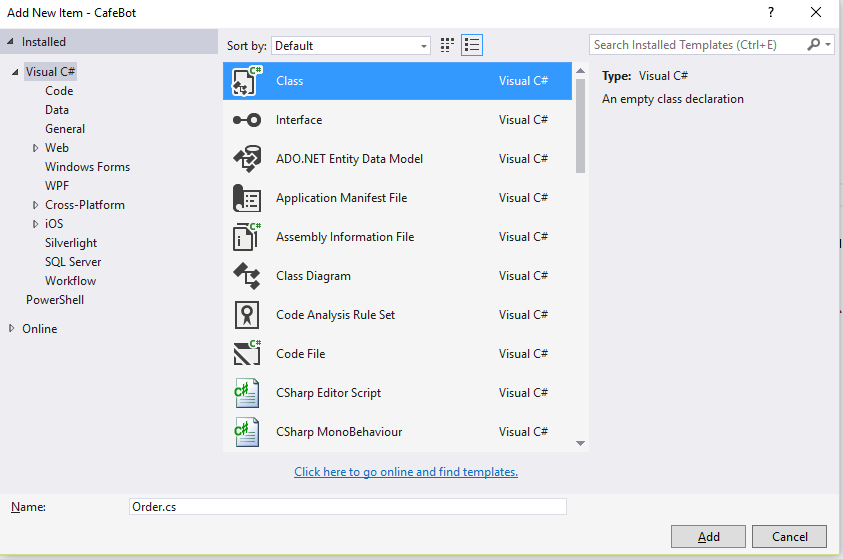 Add New Item - CafeBot
?
Installed
Sort by: Default
Search Installed Templates (Ctrl+E)
Visual C#
Code
Data
General
Web
Windows Forms
WPF
Cross-Platform
iOS
Silverlight
SQL Server
Workflow
PowerShell
Online
Class Visual C#
Interface Visual C#
ADO.NET Entity Data Model Visual C#
Application Manifest File Visual C#
Assembly Information File Visual C#
Class Diagram Visual C#
Code Analysis Rule Set Visual C#
Code File Visual C#
CSharp Editor Script Visual C#
CSharp MonoBehaviour Visual C#
Type: Visual C#
An empty class declaration
Click here to go online and find templates.
Name: Order.cs
Add Cancel